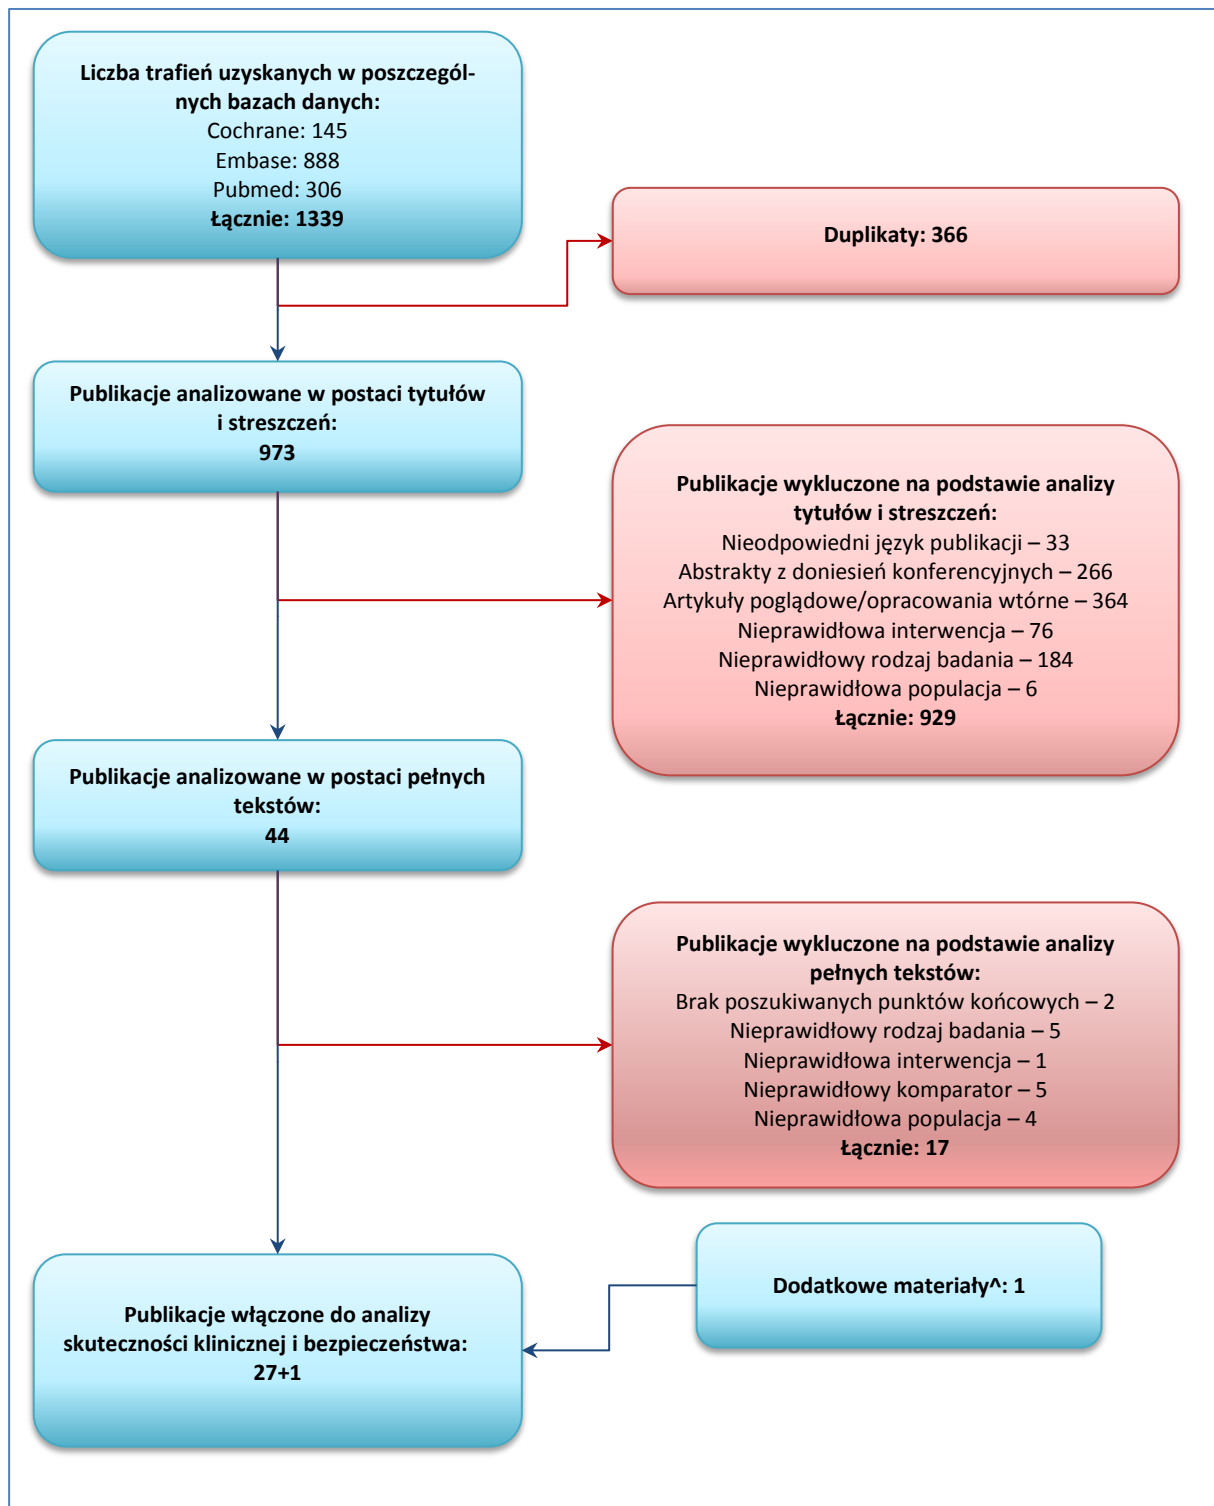 Liczba trafień uzyskanych w poszczegól-
nych bazach danych:
Cochrane: 145
Embase: 888
Pubmed: 306
Łącznie: 1339
Duplikaty: 366
Publikacje analizowane w postaci tytułów
i streszczeń:
973
Publikacje wykluczone na podstawie analizy
tytułów i streszczeń:
Nieodpowiedni język publikacji – 33
Abstrakty z doniesień konferencyjnych – 266
Artykuły poglądowe/opracowania wtórne – 364
Nieprawidłowa interwencja – 76
Nieprawidłowy rodzaj badania – 184
Nieprawidłowa populacja – 6
Łącznie: 929
Publikacje analizowane w postaci pełnych
tekstów:
44
Publikacje wykluczone na podstawie analizy
pełnych tekstów:
Brak poszukiwanych punktów końcowych – 2
Nieprawidłowy rodzaj badania – 5
Nieprawidłowa interwencja – 1
Nieprawidłowy komparator – 5
Nieprawidłowa populacja – 4
Łącznie: 17
Dodatkowe materiały^: 1
Publikacje włączone do analizy
skuteczności klinicznej i bezpieczeństwa:
27+1